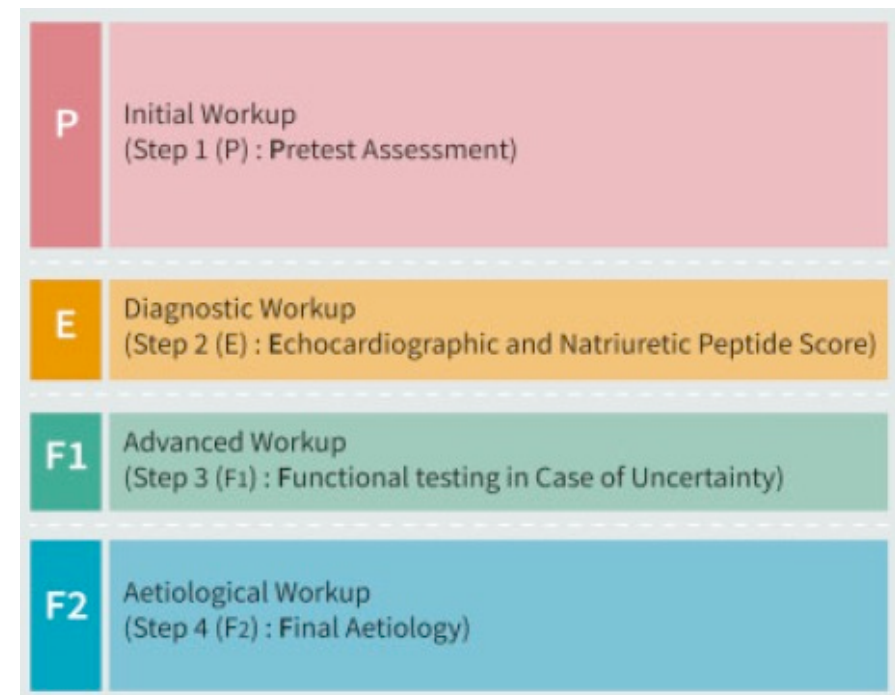 P
Initial Workup
(Step 1 (P) : Pretest Assessment)
E
Diagnostic Workup
(Step 2 (E) : Echocardiographic and Natriuretic Peptide Score)
F1
Advanced Workup
(Step 3 (F1) : Functional testing in Case of Uncertainty)
F2
Aetiological Workup
(Step 4 (F2) : Final Aetiology)